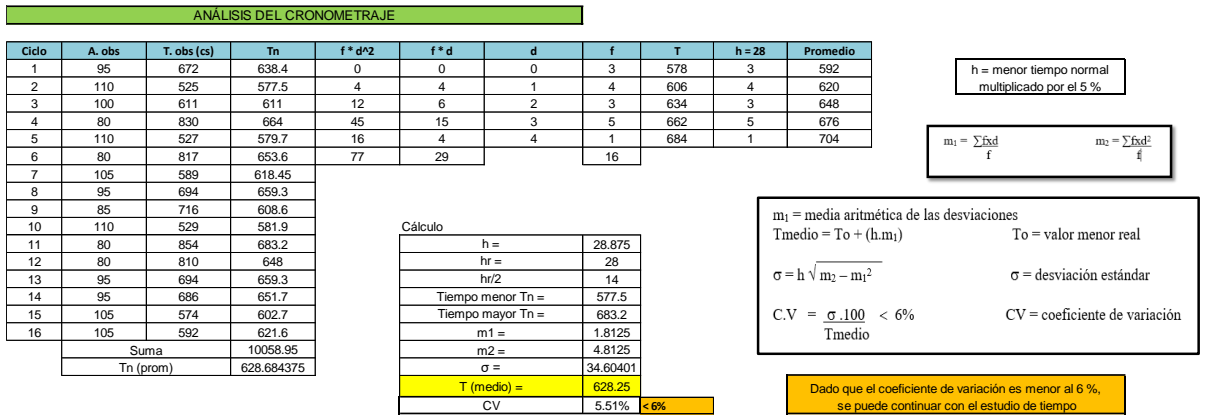 ANÁLISIS DEL CRONOMETRAJE
Ciclo A. obs T. obs (cs) Tn f * d^2 f * d d f T h = 28 Promedio
1 95 672 638.4 0 0 0 3 578 3 592
2 110 525 577.5 4 4 1 4 606 4 620
3 100 611 611 12 6 2 3 634 3 648
4 80 830 664 45 15 3 5 662 5 676
5 110 527 579.7 16 4 4 1 684 1 704
6 80 817 653.6 77 29 16
7 105 589 618.45
8 95 694 659.3
9 85 716 608.6
10 110 529 581.9
11 80 854 683.2
12 80 810 648
13 95 694 659.3
14 95 686 651.7
15 105 574 602.7
16 105 592 621.6
Suma 10058.95
Tn (prom) 628.684375
Cálculo
h = 28.875
hr = 28
hr/2 14
Tiempo menor Tn = 577.5
Tiempo mayor Tn = 683.2
m1 = 1.8125
m2 = 4.8125
σ = 34.60401
T (medio) = 628.25
CV 5.51% < 6%
h = menor tiempo normal
multiplicado por el 5 %
m₁ = ∑fxd m₂ = ∑fxd²
f f
m₁ = media aritmética de las desviaciones
Tmedio = To + (h.m₁) To = valor menor real
σ = h √ m₂ – m₁² σ = desviación estándar
C.V = σ .100 < 6% CV = coeficiente de variación
Tmedio
Dado que el coeficiente de variación es menor al 6 %,
se puede continuar con el estudio de tiempo